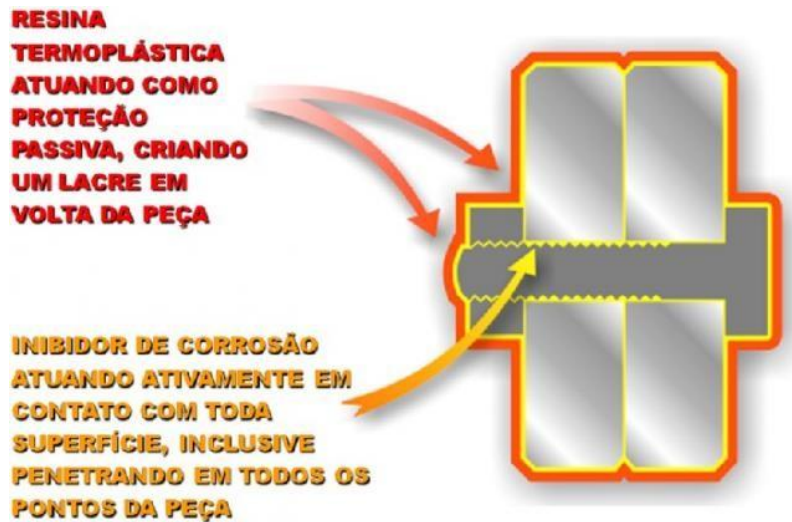 RESINA
TERMOPLÁSTICA
ATUANDO COMO
PROTEÇÃO
PASSIVA, CRIANDO
UM LACRE EM
VOLTA DA PEÇA
INIBIDOR DE CORROSÃO
ATUANDO ATIVAMENTE EM
CONTATO COM TODA
SUPERFÍCIE, INCLUSIVE
PENETRANDO EM TODOS OS
PONTOS DA PEÇA